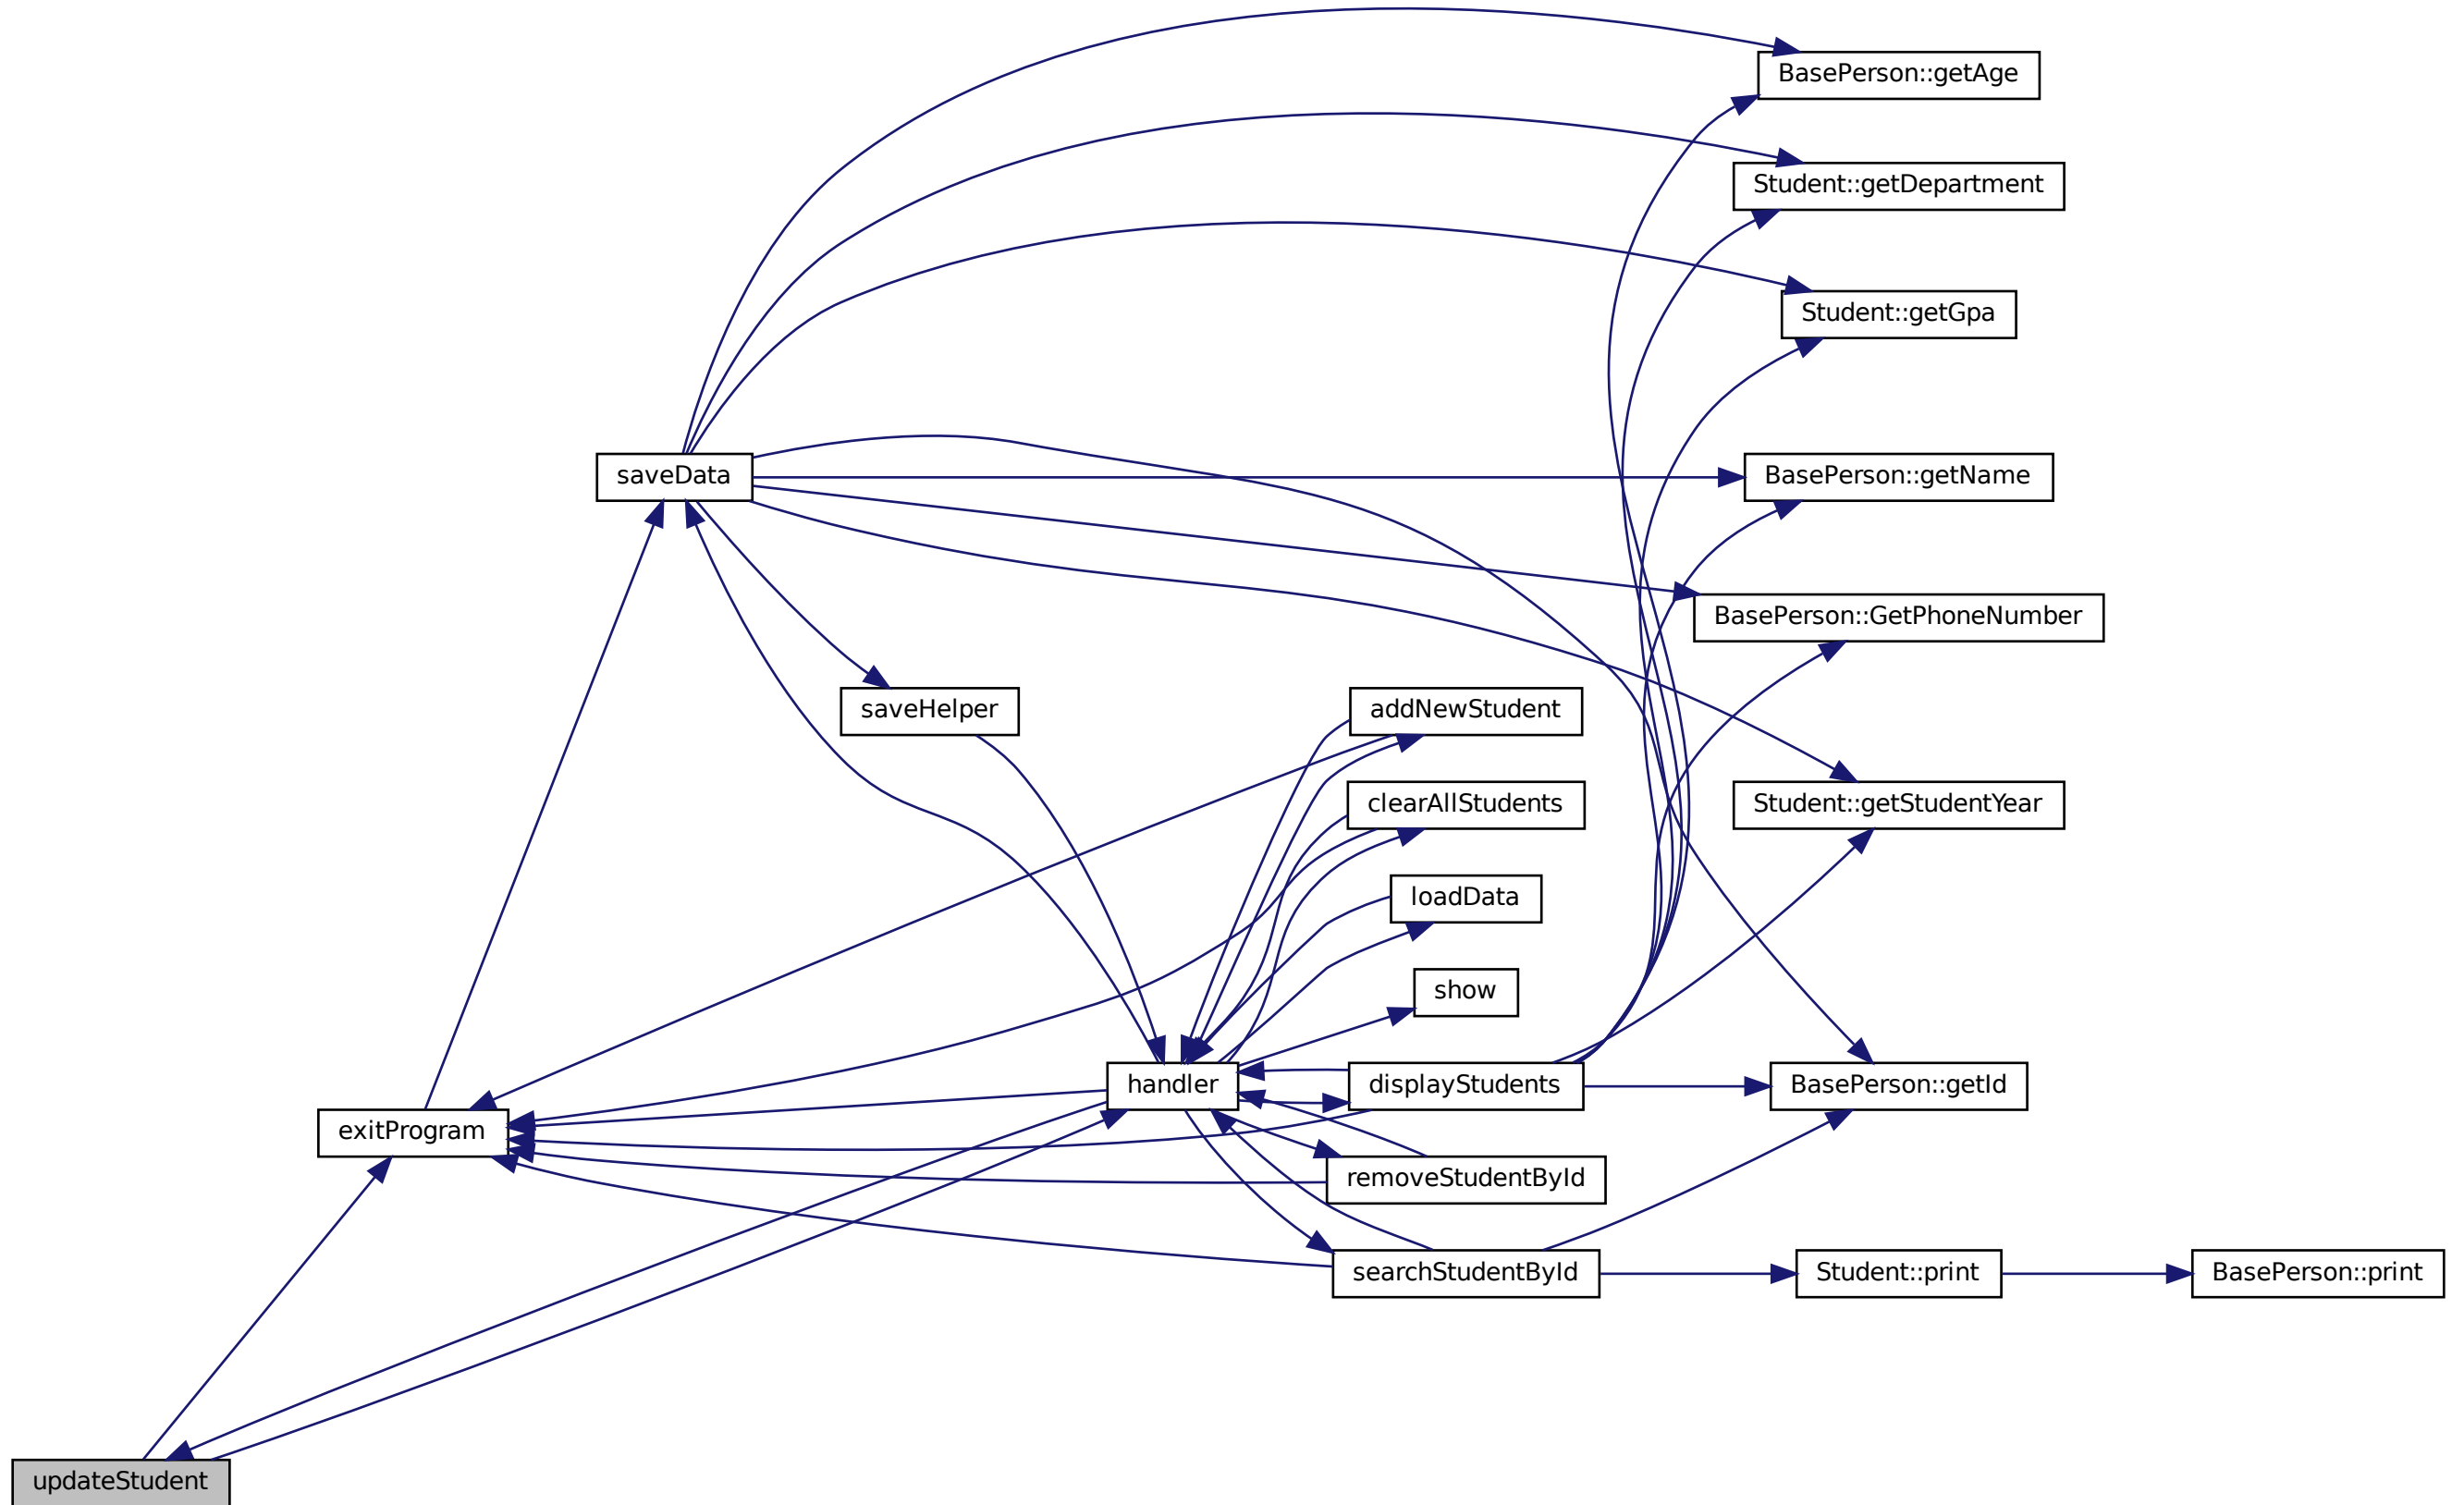 BasePerson::getAge
Student::getDepartment
Student::getGpa
saveData
BasePerson::getName
BasePerson::GetPhoneNumber
saveHelper
addNewStudent
clearAllStudents
Student::getStudentYear
loadData
show
handler
displayStudents
BasePerson::getId
exitProgram
removeStudentById
searchStudentById
Student::print
BasePerson::print
updateStudent